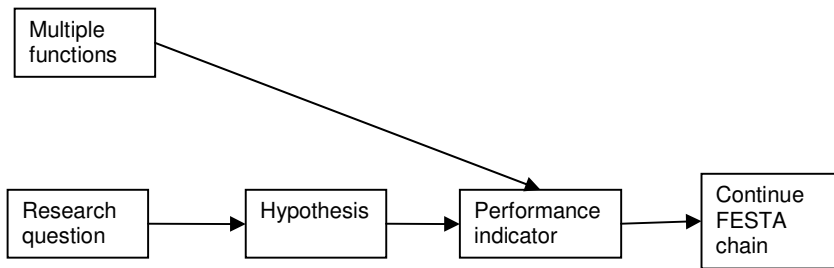 Multiple
functions
Research
question
Hypothesis
Performance
indicator
Continue
FESTA
chain